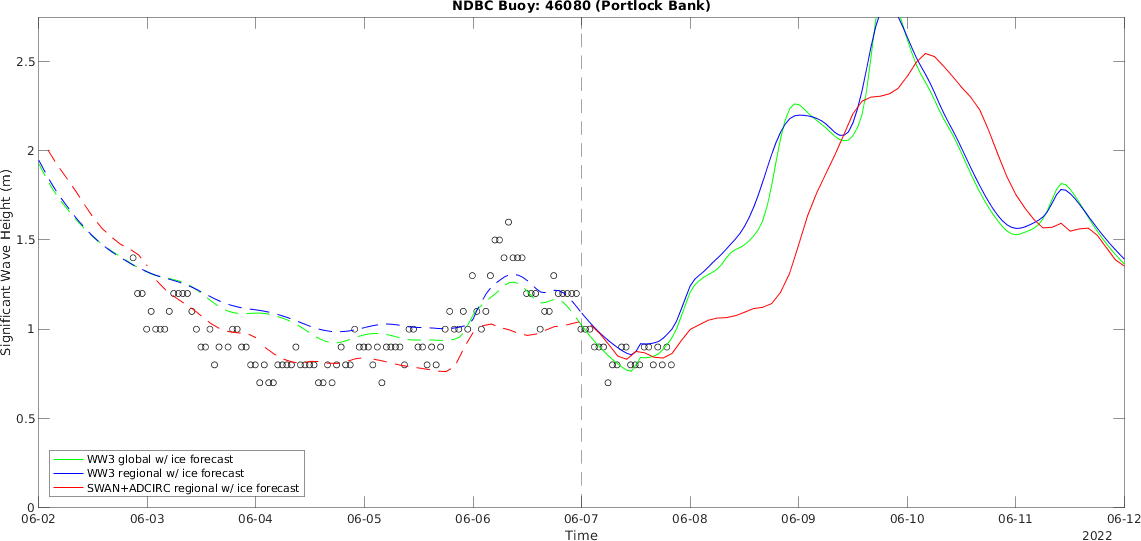 NDBC Buoy: 46080 (Portlock Bank)
2.5
2
1.5
1
0.5
0
Significant Wave Height (m)
WW3 global w/ ice forecast
WW3 regional w/ ice forecast
SWAN+ADCIRC regional w/ ice forecast
06-02 06-03 06-04 06-05 06-06 06-07 06-08 06-09 06-10 06-11 06-12
Time
2022